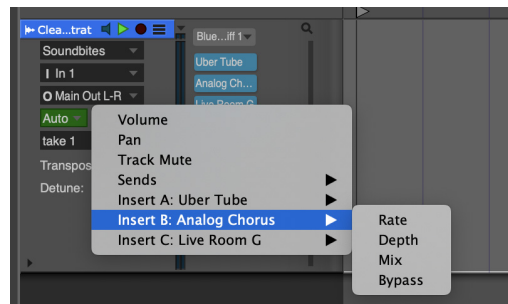 Clea...trat
Blue...iff 1
Soundbites
Uber Tube
I In 1
Analog Ch...
O Main Out L-R
Live Room G
Auto
take 1
Transpos
Detune:
Volume
Pan
Track Mute
Sends
Insert A: Uber Tube
Insert B: Analog Chorus
Insert C: Live Room G
Rate
Depth
Mix
Bypass